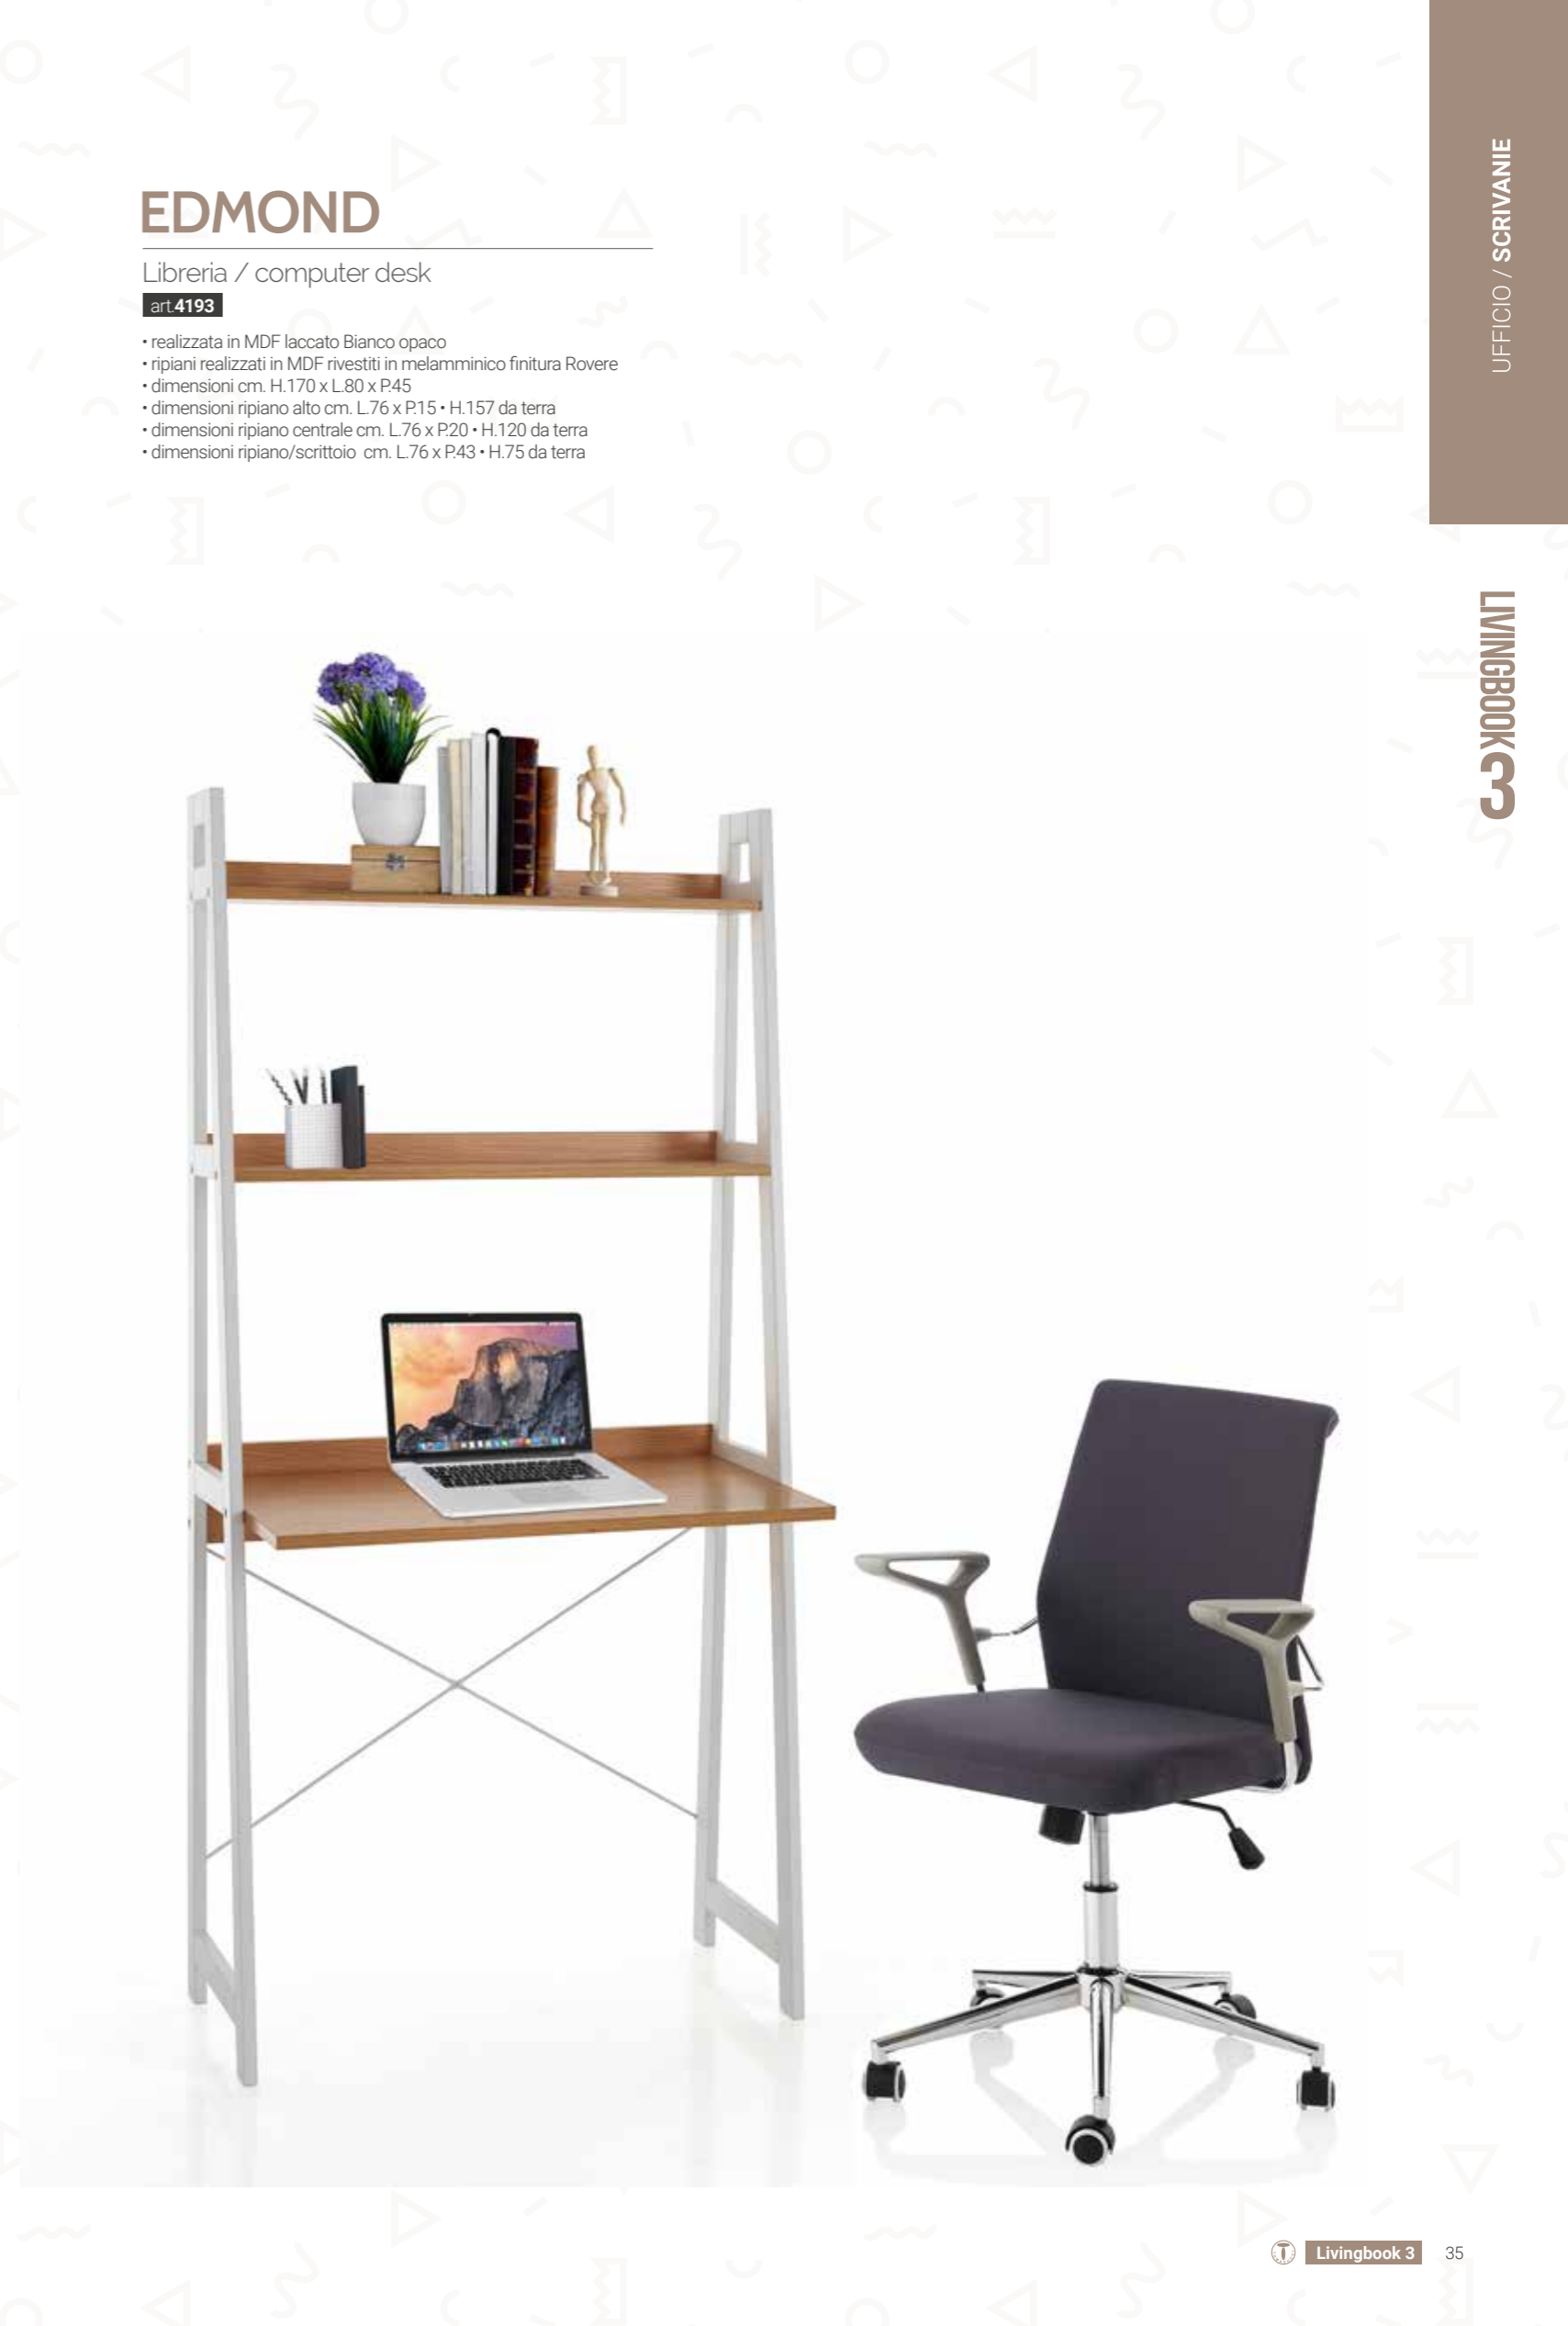 EDMOND
Libreria / computer desk
art.4193
• realizzata in MDF laccato Bianco opaco
• ripiani realizzati in MDF rivestiti in melamminico finitura Rovere
• dimensioni cm. H.170 x L.80 x P.45
• dimensioni ripiano alto cm. L.76 x P.15 • H.157 da terra
• dimensioni ripiano centrale cm. L.76 x P.20 • H.120 da terra
• dimensioni ripiano/scrittoio cm. L.76 x P.43 • H.75 da terra
UFFICIO / SCRIVANIE
LIVINGBOOK3
Livingbook 3
35